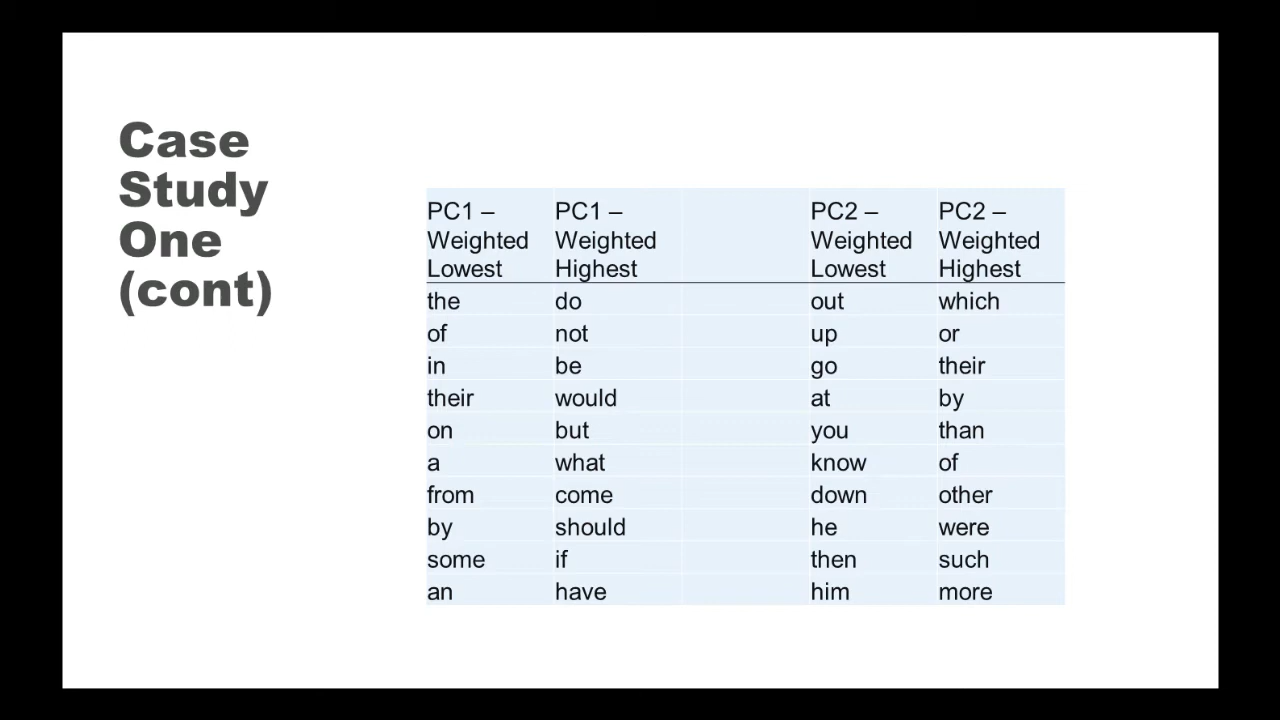 Case
Study
One
(cont)
PC1 – Weighted Lowest PC1 – Weighted Highest PC2 – Weighted Lowest PC2 – Weighted Highest
the do out which
of not up or
in be go their
their would at by
on but you than
a what know of
from come down other
by should he were
some if then such
an have him more